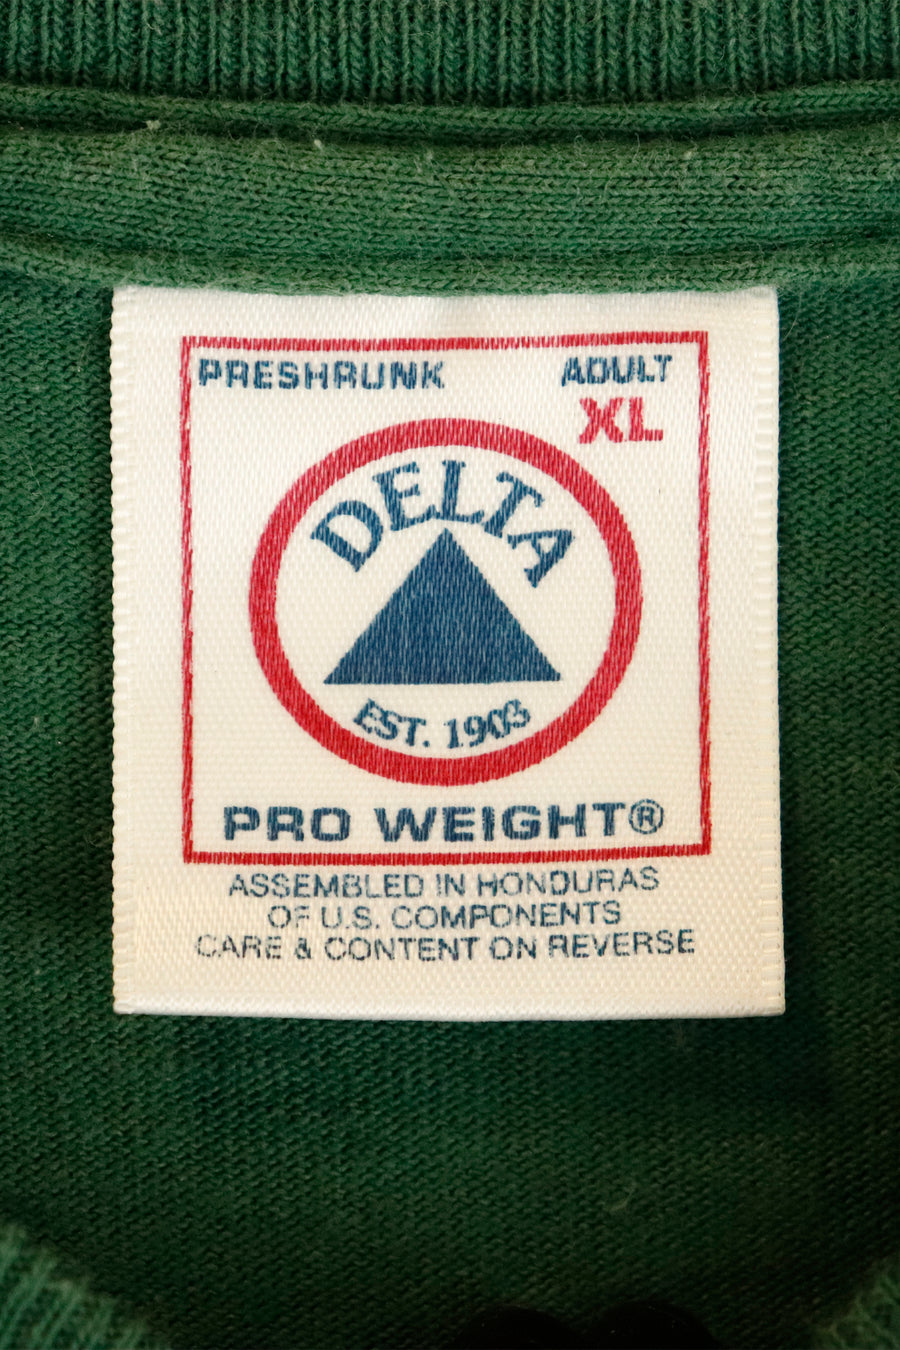 PRESHRUNK ADULT
XL
DELTA
EST. 1903
PRO WEIGHT®
ASSEMBLED IN HONDURAS
OF U.S. COMPONENTS
CARE & CONTENT ON REVERSE